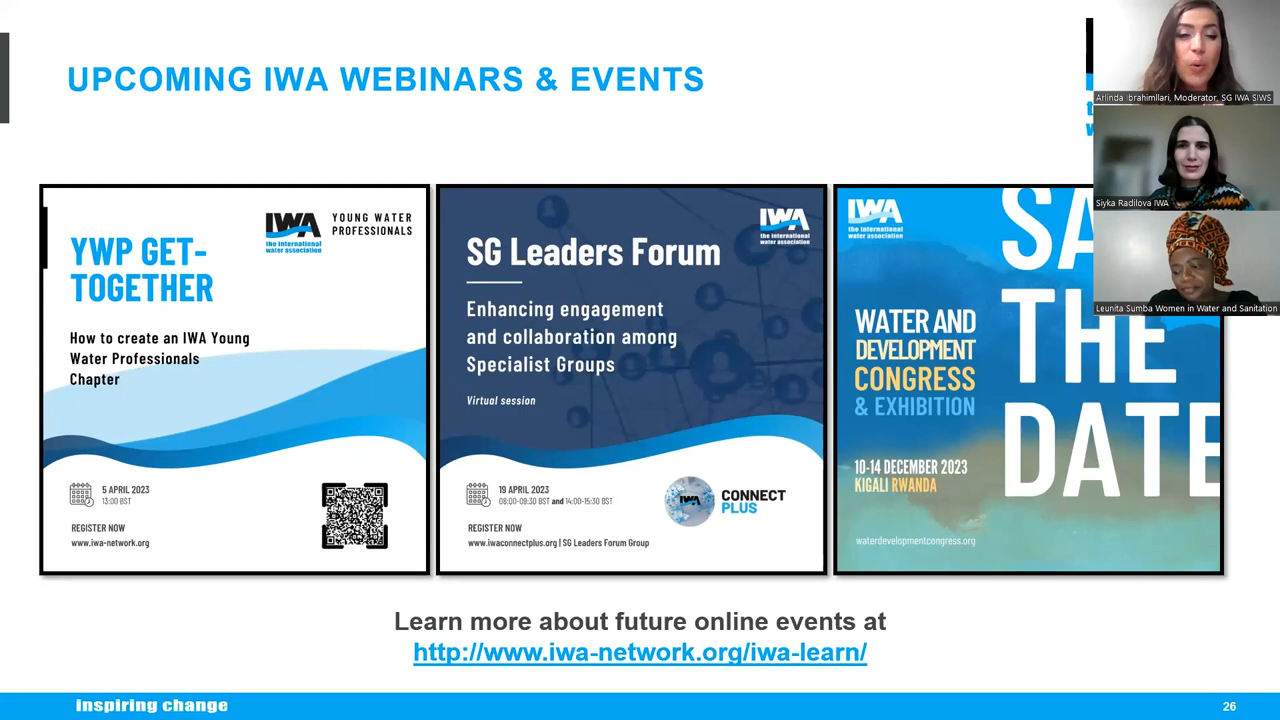 UPCOMING IWA WEBINARS & EVENTS
IWA
the international
water association
YOUNG WATER
PROFESSIONALS
YWP GET-
TOGETHER
How to create an IWA Young
Water Professionals
Chapter
5 APRIL 2023
13:00 BST
REGISTER NOW
www.iwa-network.org
IWA
the international
water association
SG Leaders Forum
Enhancing engagement
and collaboration among
Specialist Groups
Virtual session
19 APRIL 2023
08:00-09:30 BST and 14:00-15:30 BST
REGISTER NOW
www.iwaconnectplus.org | SG Leaders Forum Group
IWA
CONNECT
PLUS
IWA
the international
water association
WATER AND
DEVELOPMENT
CONGRESS
& EXHIBITION
10-14 DECEMBER 2023
KIGALI RWANDA
waterdevelopmentcongress.org
SA
THE
DATE
Arlinda Ibrahimllari, Moderator, SG IWA SIWS
Siyka Radilova IWA
Leunita Sumba Women in Water and Sanitation
Learn more about future online events at
http://www.iwa-network.org/iwa-learn/
inspiring change
26